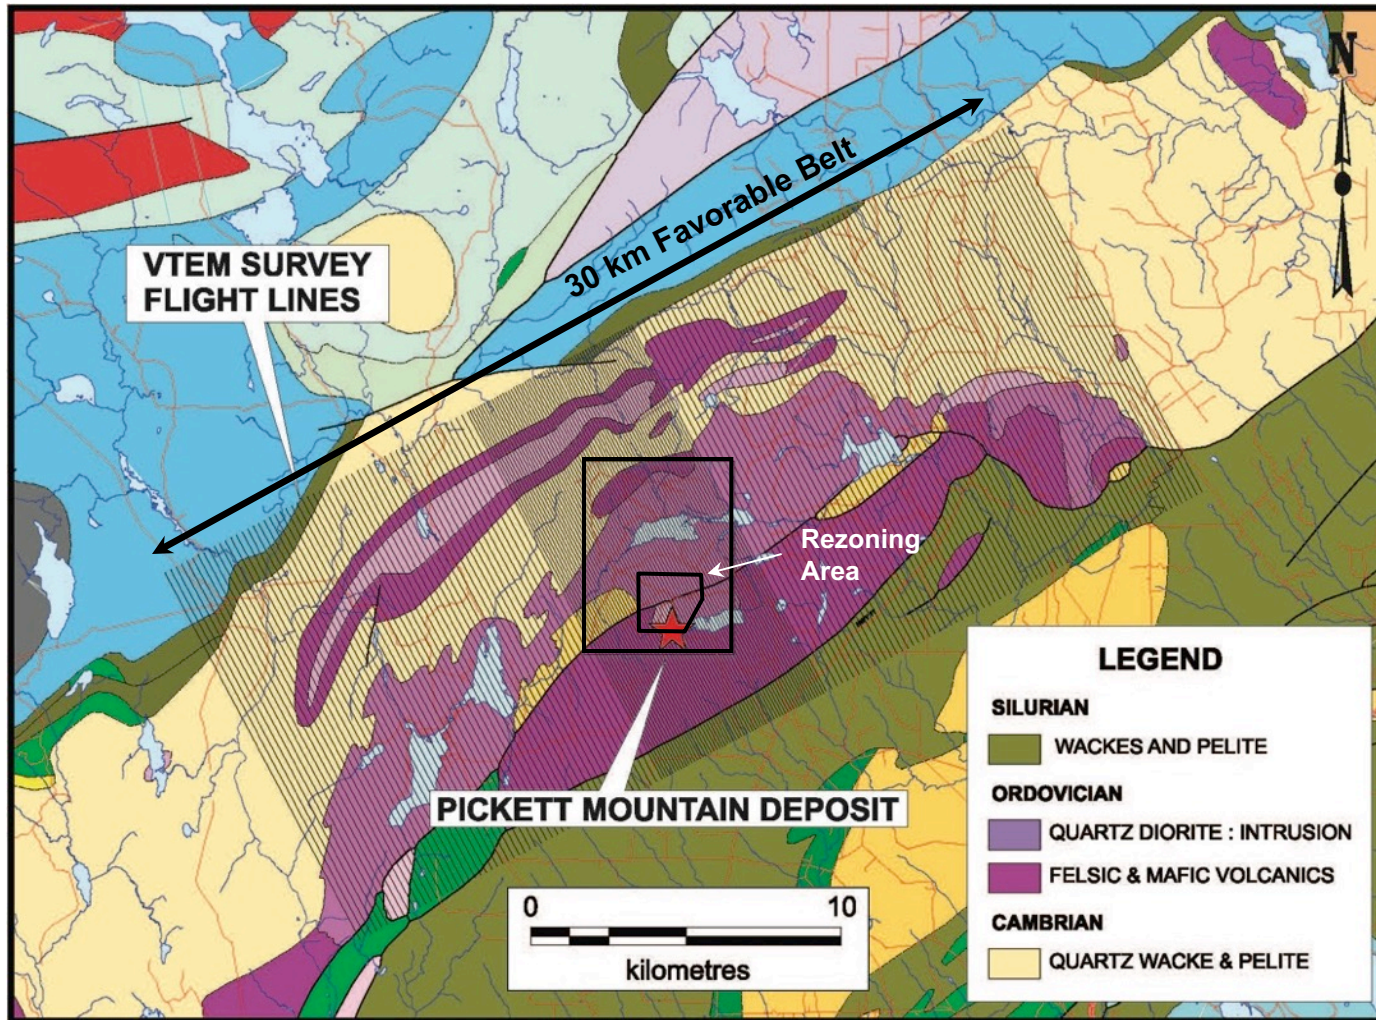 N
30 km Favorable Belt
VTEM SURVEY
FLIGHT LINES
Rezoning
Area
PICKETT MOUNTAIN DEPOSIT
0 10
kilometres
LEGEND
SILURIAN
WACKES AND PELITE
ORDOVICIAN
QUARTZ DIORITE : INTRUSION
FELSIC & MAFIC VOLCANICS
CAMBRIAN
QUARTZ WACKE & PELITE